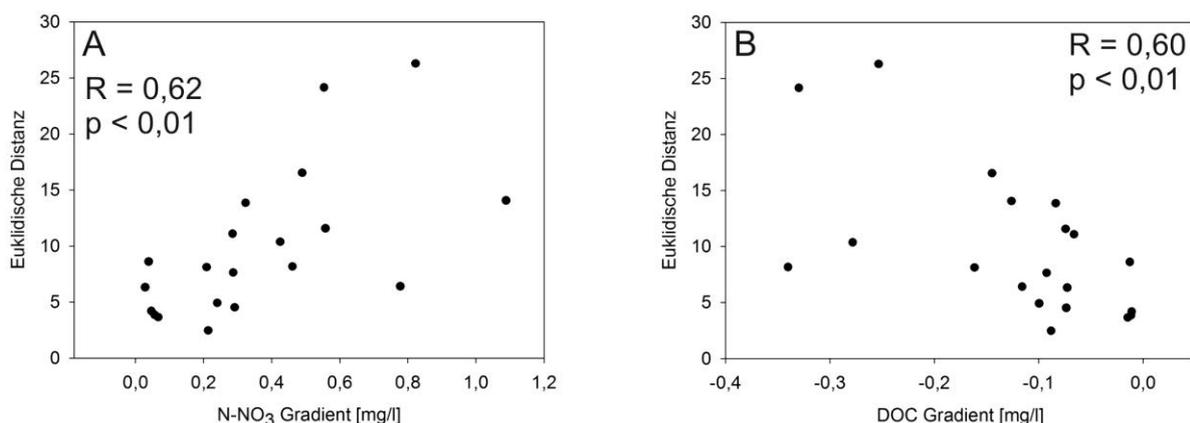 A
R = 0,62
p < 0,01
30
25
20
15
10
5
0
Euklidische Distanz
0,0 0,2 0,4 0,6 0,8 1,0 1,2
N-NO3 Gradient [mg/l]
B
R = 0,60
p < 0,01
30
25
20
15
10
5
0
Euklidische Distanz
-0,4 -0,3 -0,2 -0,1 0,0
DOC Gradient [mg/l]